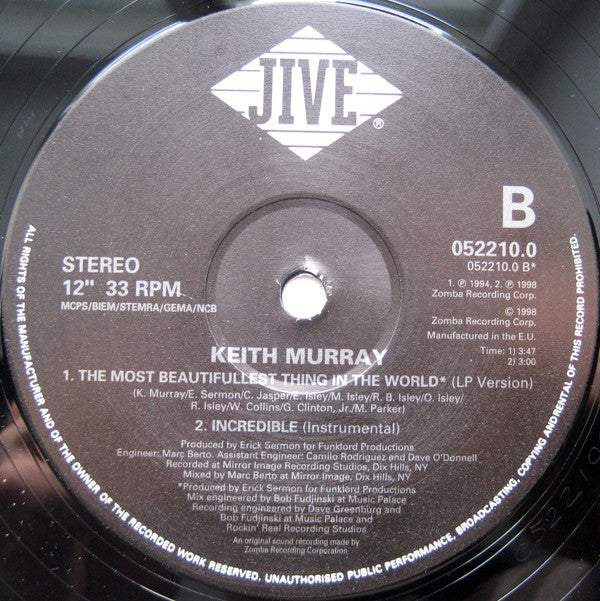 JIVE®
B
STEREO
12" 33 RPM
MCPS/BIEM/STEMRA/GEMA/NCB
052210.0
052210.0 B*
1. ℗ 1994, 2. ℗ 1998
Zomba Recording Corp.
© 1998
Zomba Recording Corp.
Manufactured in the E.U.
Time: 1) 3:47
2) 3:00
KEITH MURRAY
1. THE MOST BEAUTIFULLEST THING IN THE WORLD* (LP Version)
(K. Murray/E. Sermon/C. Jasper/E. Isley/M. Isley/R. B. Isley/O. Isley/
R. Isley/W. Collins/G. Clinton, Jr./M. Parker)
2. INCREDIBLE (Instrumental)
Produced by Erick Sermon for Funklord Productions
Engineer: Marc Berto. Assistant Engineer: Camilo Rodriguez and Dave O'Donnell
Recorded at Mirror Image Recording Studios, Dix Hills, NY
Mixed by Marc Berto at Mirror Image Recording Studios, Dix Hills, NY
*Produced by Erick Sermon for Funklord Productions
Mix engineered by Bob Fudjinski at Music Palace
Recording engineered by Dave Greenburg and
Bob Fudjinski at Music Palace and
Rockin' Reel Recording Studios
An original sound recording made by
Zomba Recording Corporation
ALL RIGHTS OF THE MANUFACTURER AND OF THE OWNER OF THE RECORDED WORK RESERVED. UNAUTHORISED PUBLIC PERFORMANCE, BROADCASTING, COPYING AND RENTAL OF THIS RECORD PROHIBITED.